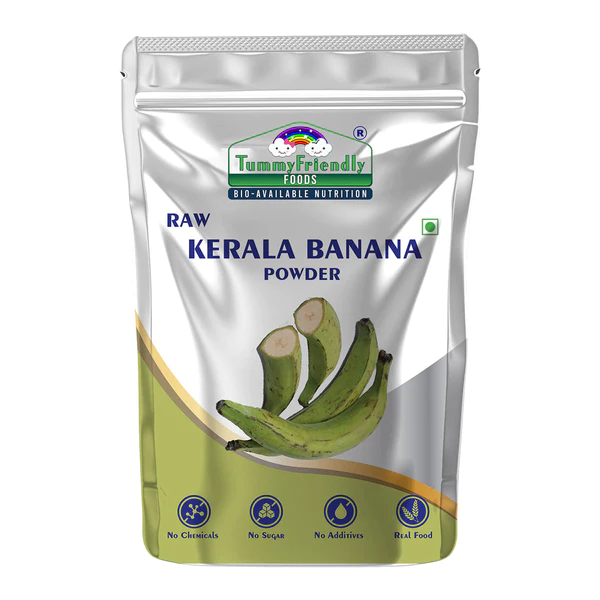 ®
TummyFriendly
FOODS
BIO-AVAILABLE NUTRITION
RAW
KERALA BANANA
POWDER
No Chemicals
No Sugar
No Additives
Real Food